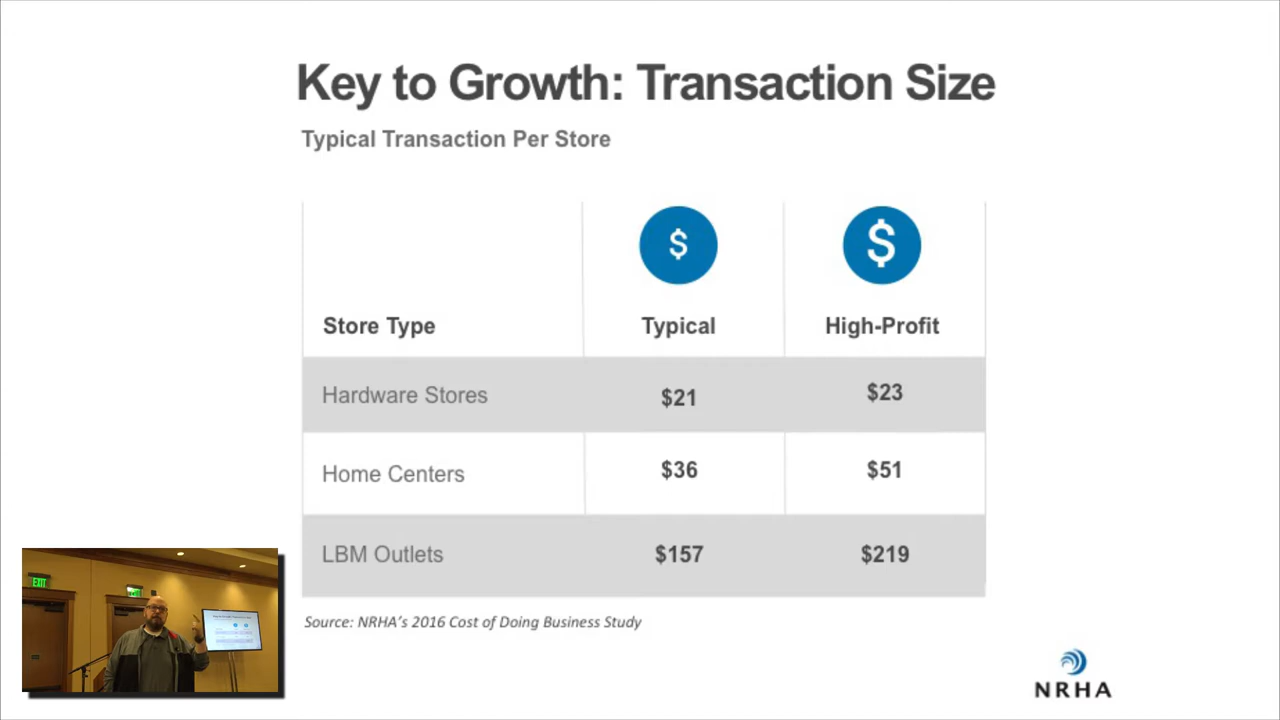 Key to Growth: Transaction Size
Typical Transaction Per Store
$ $
Store Type Typical High-Profit
Hardware Stores $21 $23
Home Centers $36 $51
LBM Outlets $157 $219
Source: NRHA's 2016 Cost of Doing Business Study
EXIT
NRHA